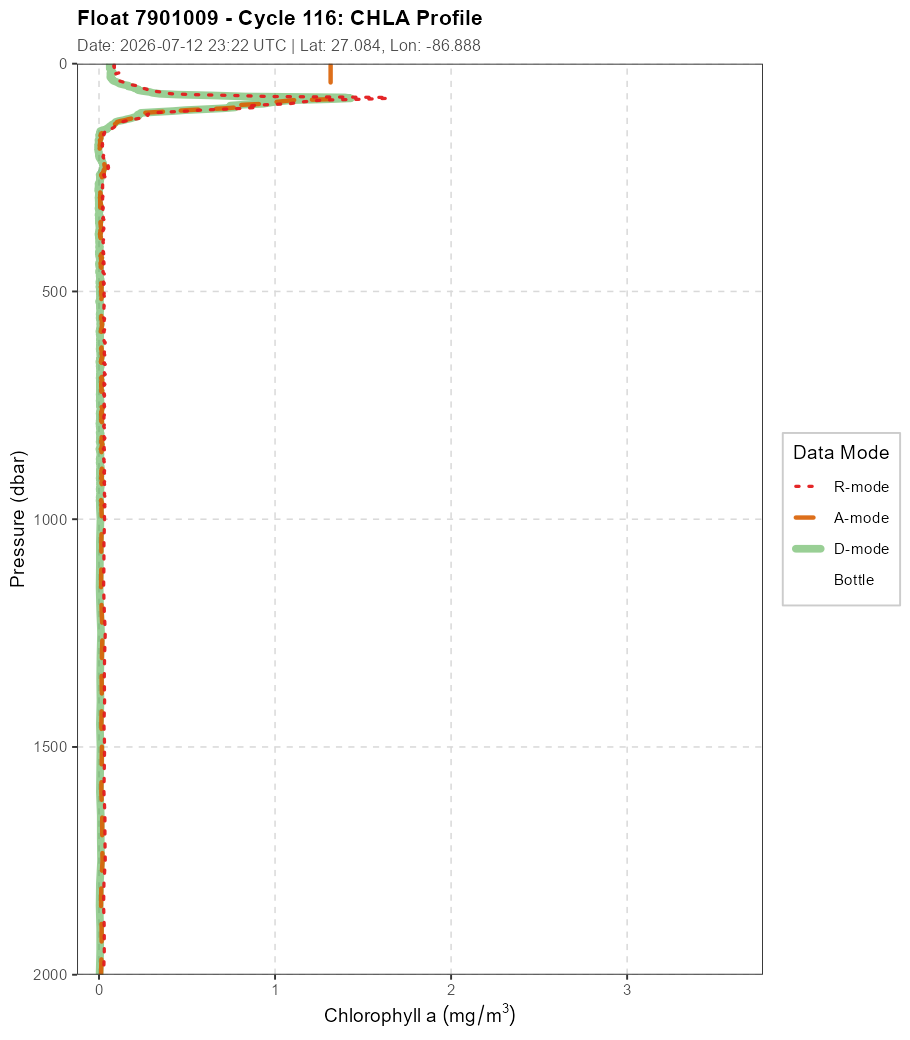 Float 7901009 - Cycle 116: CHLA Profile
Date: 2026-07-12 23:22 UTC | Lat: 27.084, Lon: -86.888
0
500
1000
1500
2000
Pressure (dbar)
0 1 2 3
Chlorophyll a (mg/m³)
Data Mode
R-mode
A-mode
D-mode
Bottle